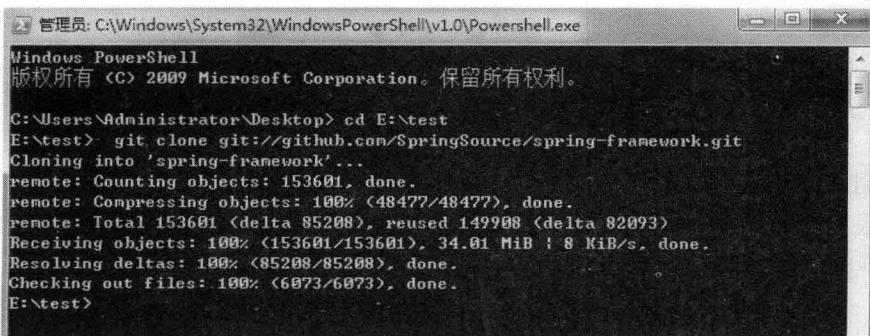 管理员: C:\Windows\System32\WindowsPowerShell\v1.0\Powershell.exe
Windows PowerShell
版权所有 (C) 2009 Microsoft Corporation。保留所有权利。
C:\Users\Administrator\Desktop> cd E:\test
E:\test> git clone git://github.com/SpringSource/spring-framework.git
Cloning into 'spring-framework'...
remote: Counting objects: 153601, done.
remote: Compressing objects: 100% (48477/48477), done.
remote: Total 153601 (delta 85208), reused 149908 (delta 82093)
Receiving objects: 100% (153601/153601), 34.01 MiB | 8 KiB/s, done.
Resolving deltas: 100% (85208/85208), done.
Checking out files: 100% (6073/6073), done.
E:\test>